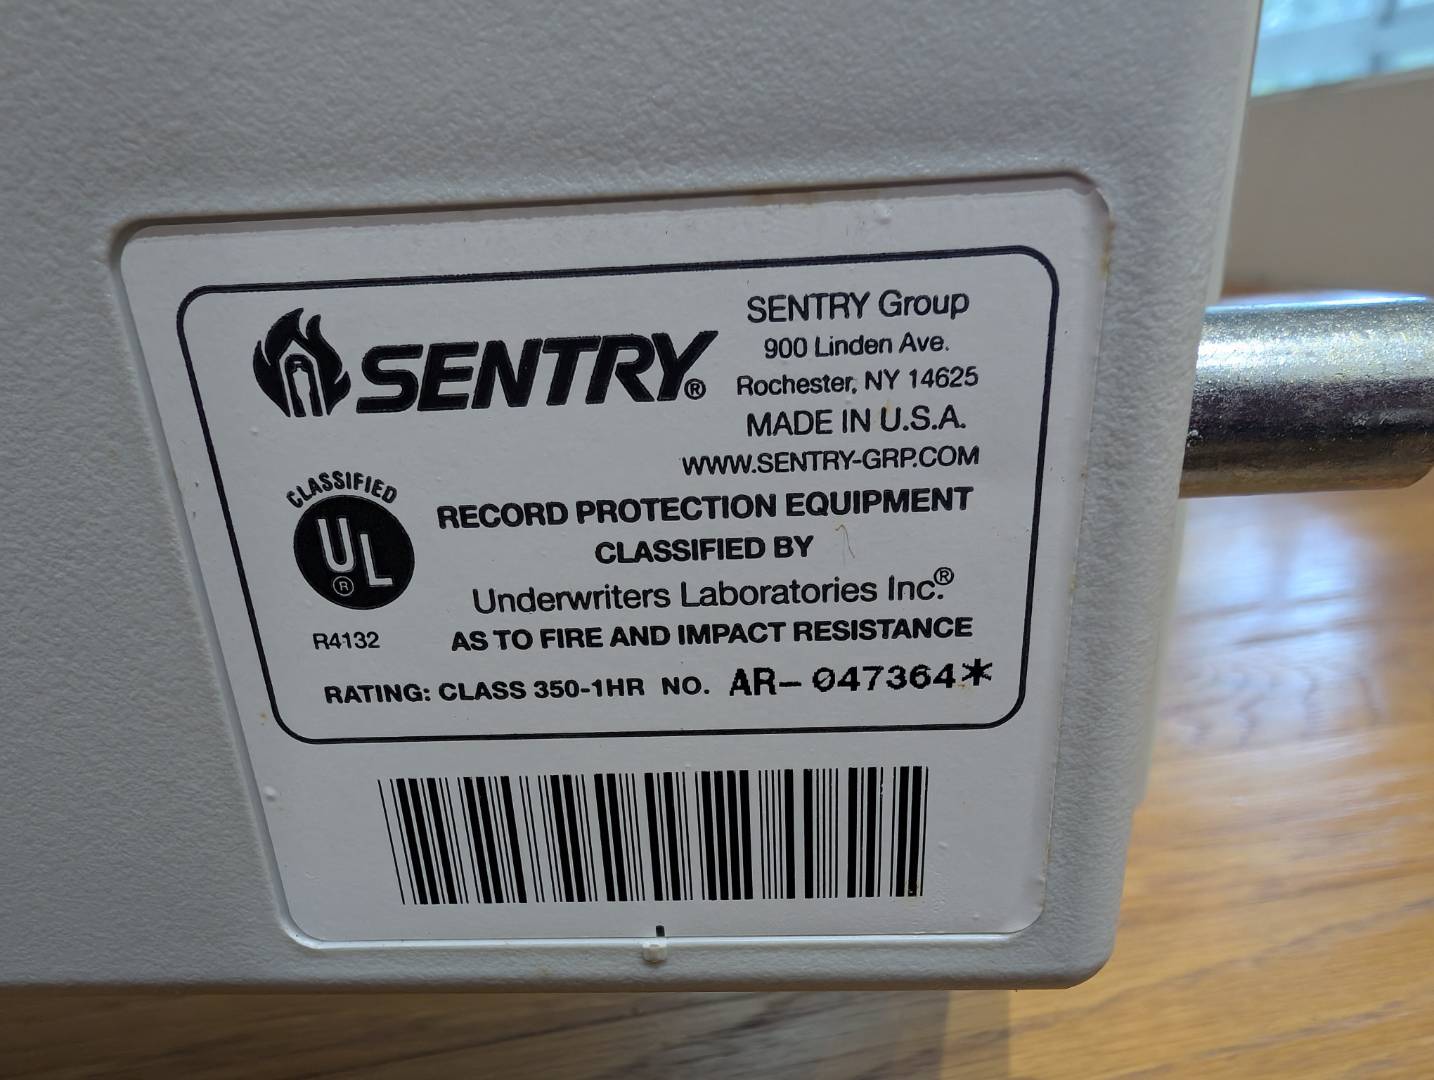 SENTRY®
SENTRY Group
900 Linden Ave.
Rochester, NY 14625
MADE IN U.S.A.
WWW.SENTRY-GRP.COM
CLASSIFIED
UL
®
R4132
RECORD PROTECTION EQUIPMENT
CLASSIFIED BY
Underwriters Laboratories Inc.®
AS TO FIRE AND IMPACT RESISTANCE
RATING: CLASS 350-1HR NO. AR-047364*